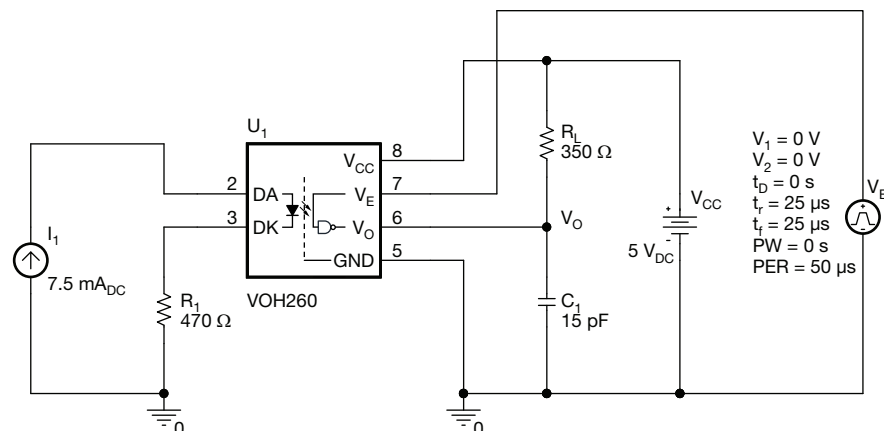 U1
VCC
8
2
DA
VE
7
3
DK
VO
6
GND
5
VOH260
I1
7.5 mADC
R1
470 Ω
0
RL
350 Ω
VO
C1
15 pF
0
VCC
5 VDC
+
-
V1 = 0 V
V2 = 0 V
tD = 0 s
tr = 25 µs
tf = 25 µs
PW = 0 s
PER = 50 µs
+
-